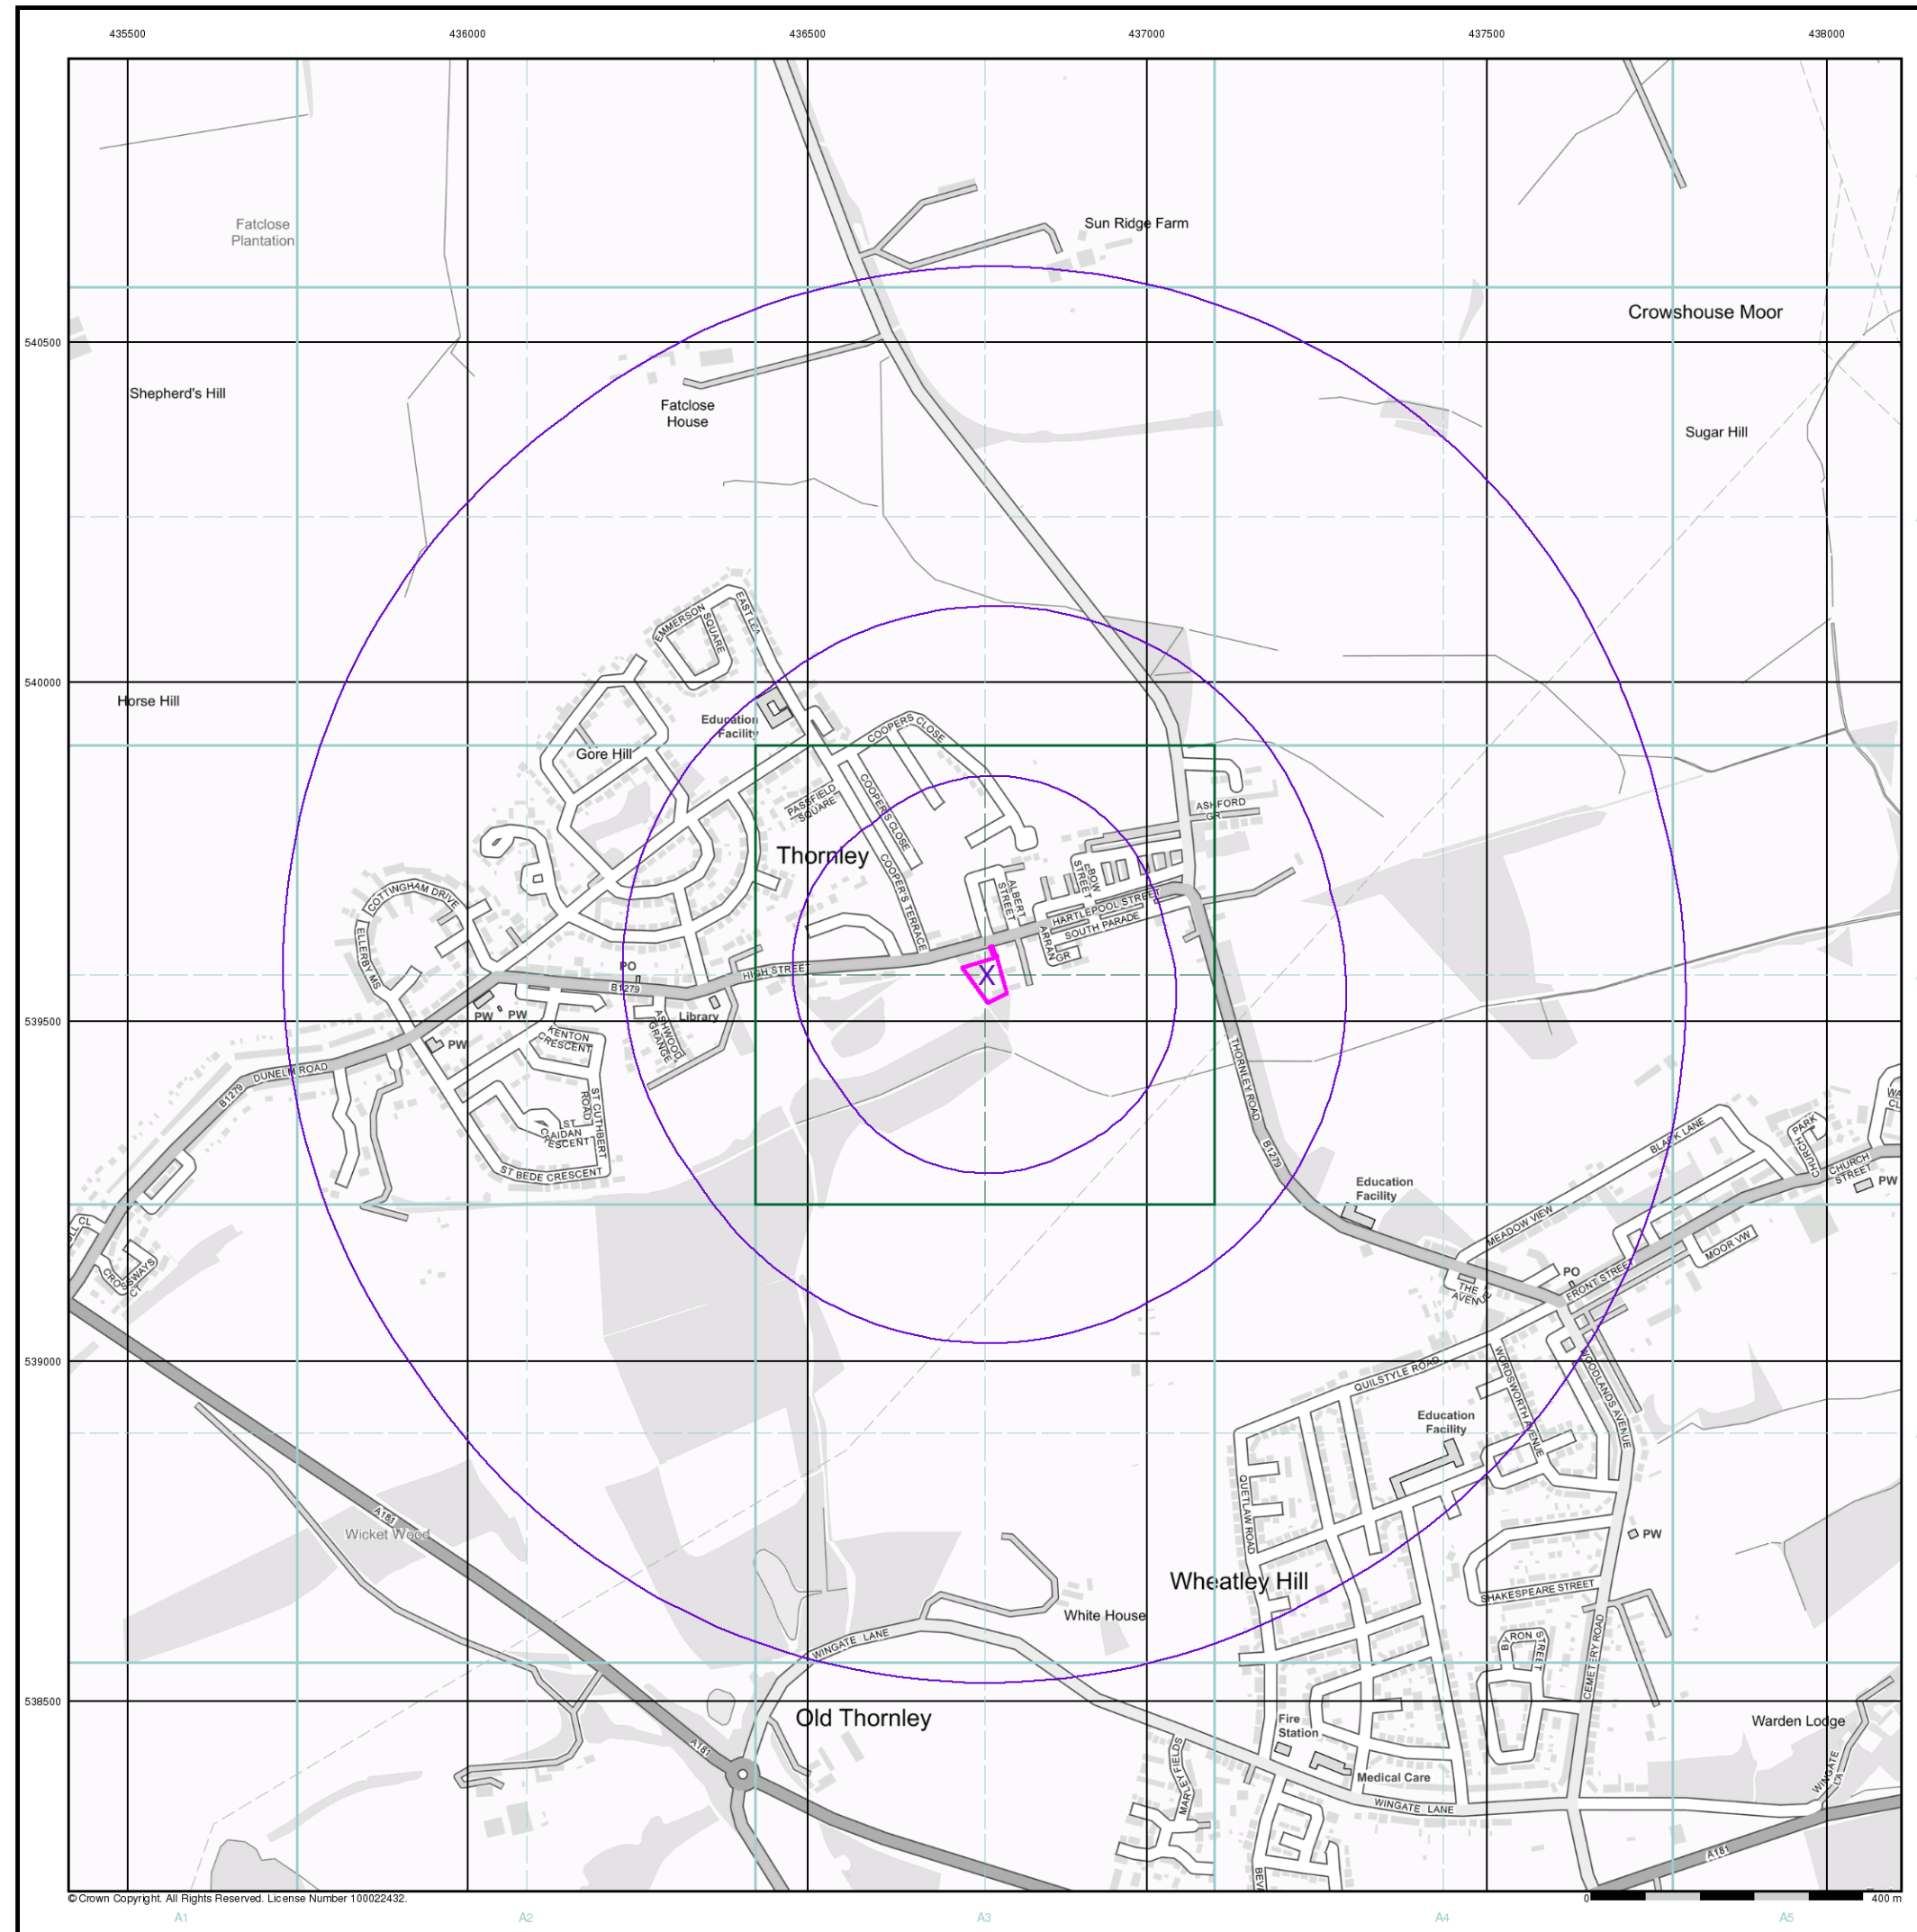 435500
436000
436500
437000
437500
438000
Fatclose
Plantation
Sun Ridge Farm
Crowshouse Moor
540500
Shepherd's Hill
Fatclose
House
Sugar Hill
EMMERSON
SQUARE
EAST LEA
540000
Horse Hill
Education
Facility
COOPERS CLOSE
Gore Hill
PASSFIELD
SQUARE
COOPER'S CLOSE
ASHFORD
GR
Thornley
COOPER'S TERRACE
BOW
STREET
ALBERT
STREET
COTTINGHAM DRIVE
HARTLEPOOL STREET
SOUTH PARADE
ELLERBY MS
ARRAN
GR
HIGH STREET
PO
B1279
X
PW
PW
Library
539500
PW
KENTON
CRESCENT
ASHWOOD
GRANGE
DUNELM ROAD
B1279
THORNLEY ROAD
B1279
ST CUTHBERT
ROAD
ST
AIDAN
CRESCENT
ST BEDE CRESCENT
WA
CL
PARK
CHURCH
BLACK LANE
CHURCH
STREET
PW
Education
Facility
MEADOW VIEW
MOOR VW
CL
CROSSWAYS
CT
PO
FRONT STREET
THE
AVENUE
539000
QUILSTYLE ROAD
WORDSWORTH AVENUE
WOODLANDS AVENUE
Education
Facility
QUETLAW ROAD
A181
Wicket Wood
PW
Wheatley Hill
SHAKESPEARE STREET
White House
WINGATE LANE
BYRON
STREET
CEMETERY ROAD
538500
Old Thornley
Fire
Station
Warden Lodge
A181
MARLEY FIELDS
Medical Care
WINGATE
LA
WINGATE LANE
A181
BEV
© Crown Copyright. All Rights Reserved. License Number 100022432.
0
400 m
A1
A2
A3
A4
A5